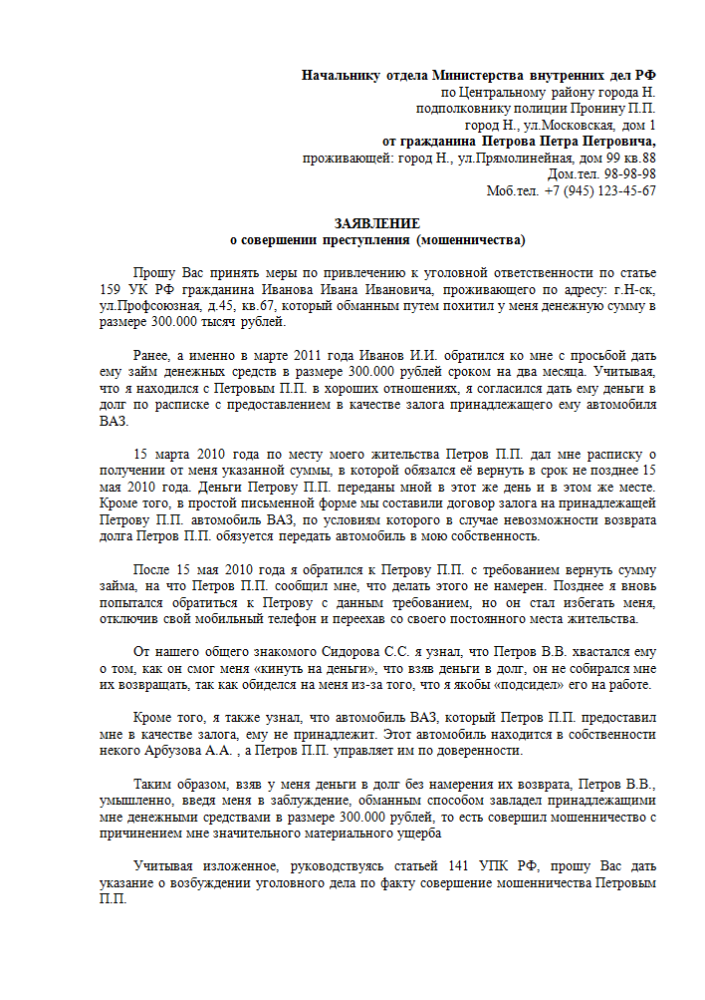 Начальнику отдела Министерства внутренних дел РФ
по Центральному району города Н.
подполковнику полиции Пронину П.П.
город Н., ул.Московская, дом 1
от гражданина Петрова Петра Петровича,
проживающей: город Н., ул.Прямолинейная, дом 99 кв.88
Дом.тел. 98-98-98
Моб.тел. +7 (945) 123-45-67
ЗАЯВЛЕНИЕ
о совершении преступления (мошенничества)
Прошу Вас принять меры по привлечению к уголовной ответственности по статье
159 УК РФ гражданина Иванова Ивана Ивановича, проживающего по адресу: г.Н-ск,
ул.Профсоюзная, д.45, кв.67, который обманным путем похитил у меня денежную сумму в
размере 300.000 тысяч рублей.
Ранее, а именно в марте 2011 года Иванов И.И. обратился ко мне с просьбой дать
ему займ денежных средств в размере 300.000 рублей сроком на два месяца. Учитывая,
что я находился с Петровым П.П. в хороших отношениях, я согласился дать ему деньги в
долг по расписке с предоставлением в качестве залога принадлежащего ему автомобиля
ВАЗ.
15 марта 2010 года по месту моего жительства Петров П.П. дал мне расписку о
получении от меня указанной суммы, в которой обязался её вернуть в срок не позднее 15
мая 2010 года. Деньги Петрову П.П. переданы мной в этот же день и в этом же месте.
Кроме того, в простой письменной форме мы составили договор залога на принадлежащей
Петрову П.П. автомобиль ВАЗ, по условиям которого в случае невозможности возврата
долга Петров П.П. обязуется передать автомобиль в мою собственность.
После 15 мая 2010 года я обратился к Петрову П.П. с требованием вернуть сумму
займа, на что Петров П.П. сообщил мне, что делать этого не намерен. Позднее я вновь
попытался обратиться к Петрову с данным требованием, но он стал избегать меня,
отключив свой мобильный телефон и переехав со своего постоянного места жительства.
От нашего общего знакомого Сидорова С.С. я узнал, что Петров В.В. хвастался ему
о том, как он смог меня «кинуть на деньги», что взяв деньги в долг, он не собирался мне
их возвращать, так как обиделся на меня из-за того, что я якобы «подсидел» его на работе.
Кроме того, я также узнал, что автомобиль ВАЗ, который Петров П.П. предоставил
мне в качестве залога, ему не принадлежит. Этот автомобиль находится в собственности
некого Арбузова А.А. , а Петров П.П. управляет им по доверенности.
Таким образом, взяв у меня деньги в долг без намерения их возврата, Петров В.В.,
умышленно, введя меня в заблуждение, обманным способом завладел принадлежащими
мне денежными средствами в размере 300.000 рублей, то есть совершил мошенничество с
причинением мне значительного материального ущерба
Учитывая изложенное, руководствуясь статьей 141 УПК РФ, прошу Вас дать
указание о возбуждении уголовного дела по факту совершение мошенничества Петровым
П.П.